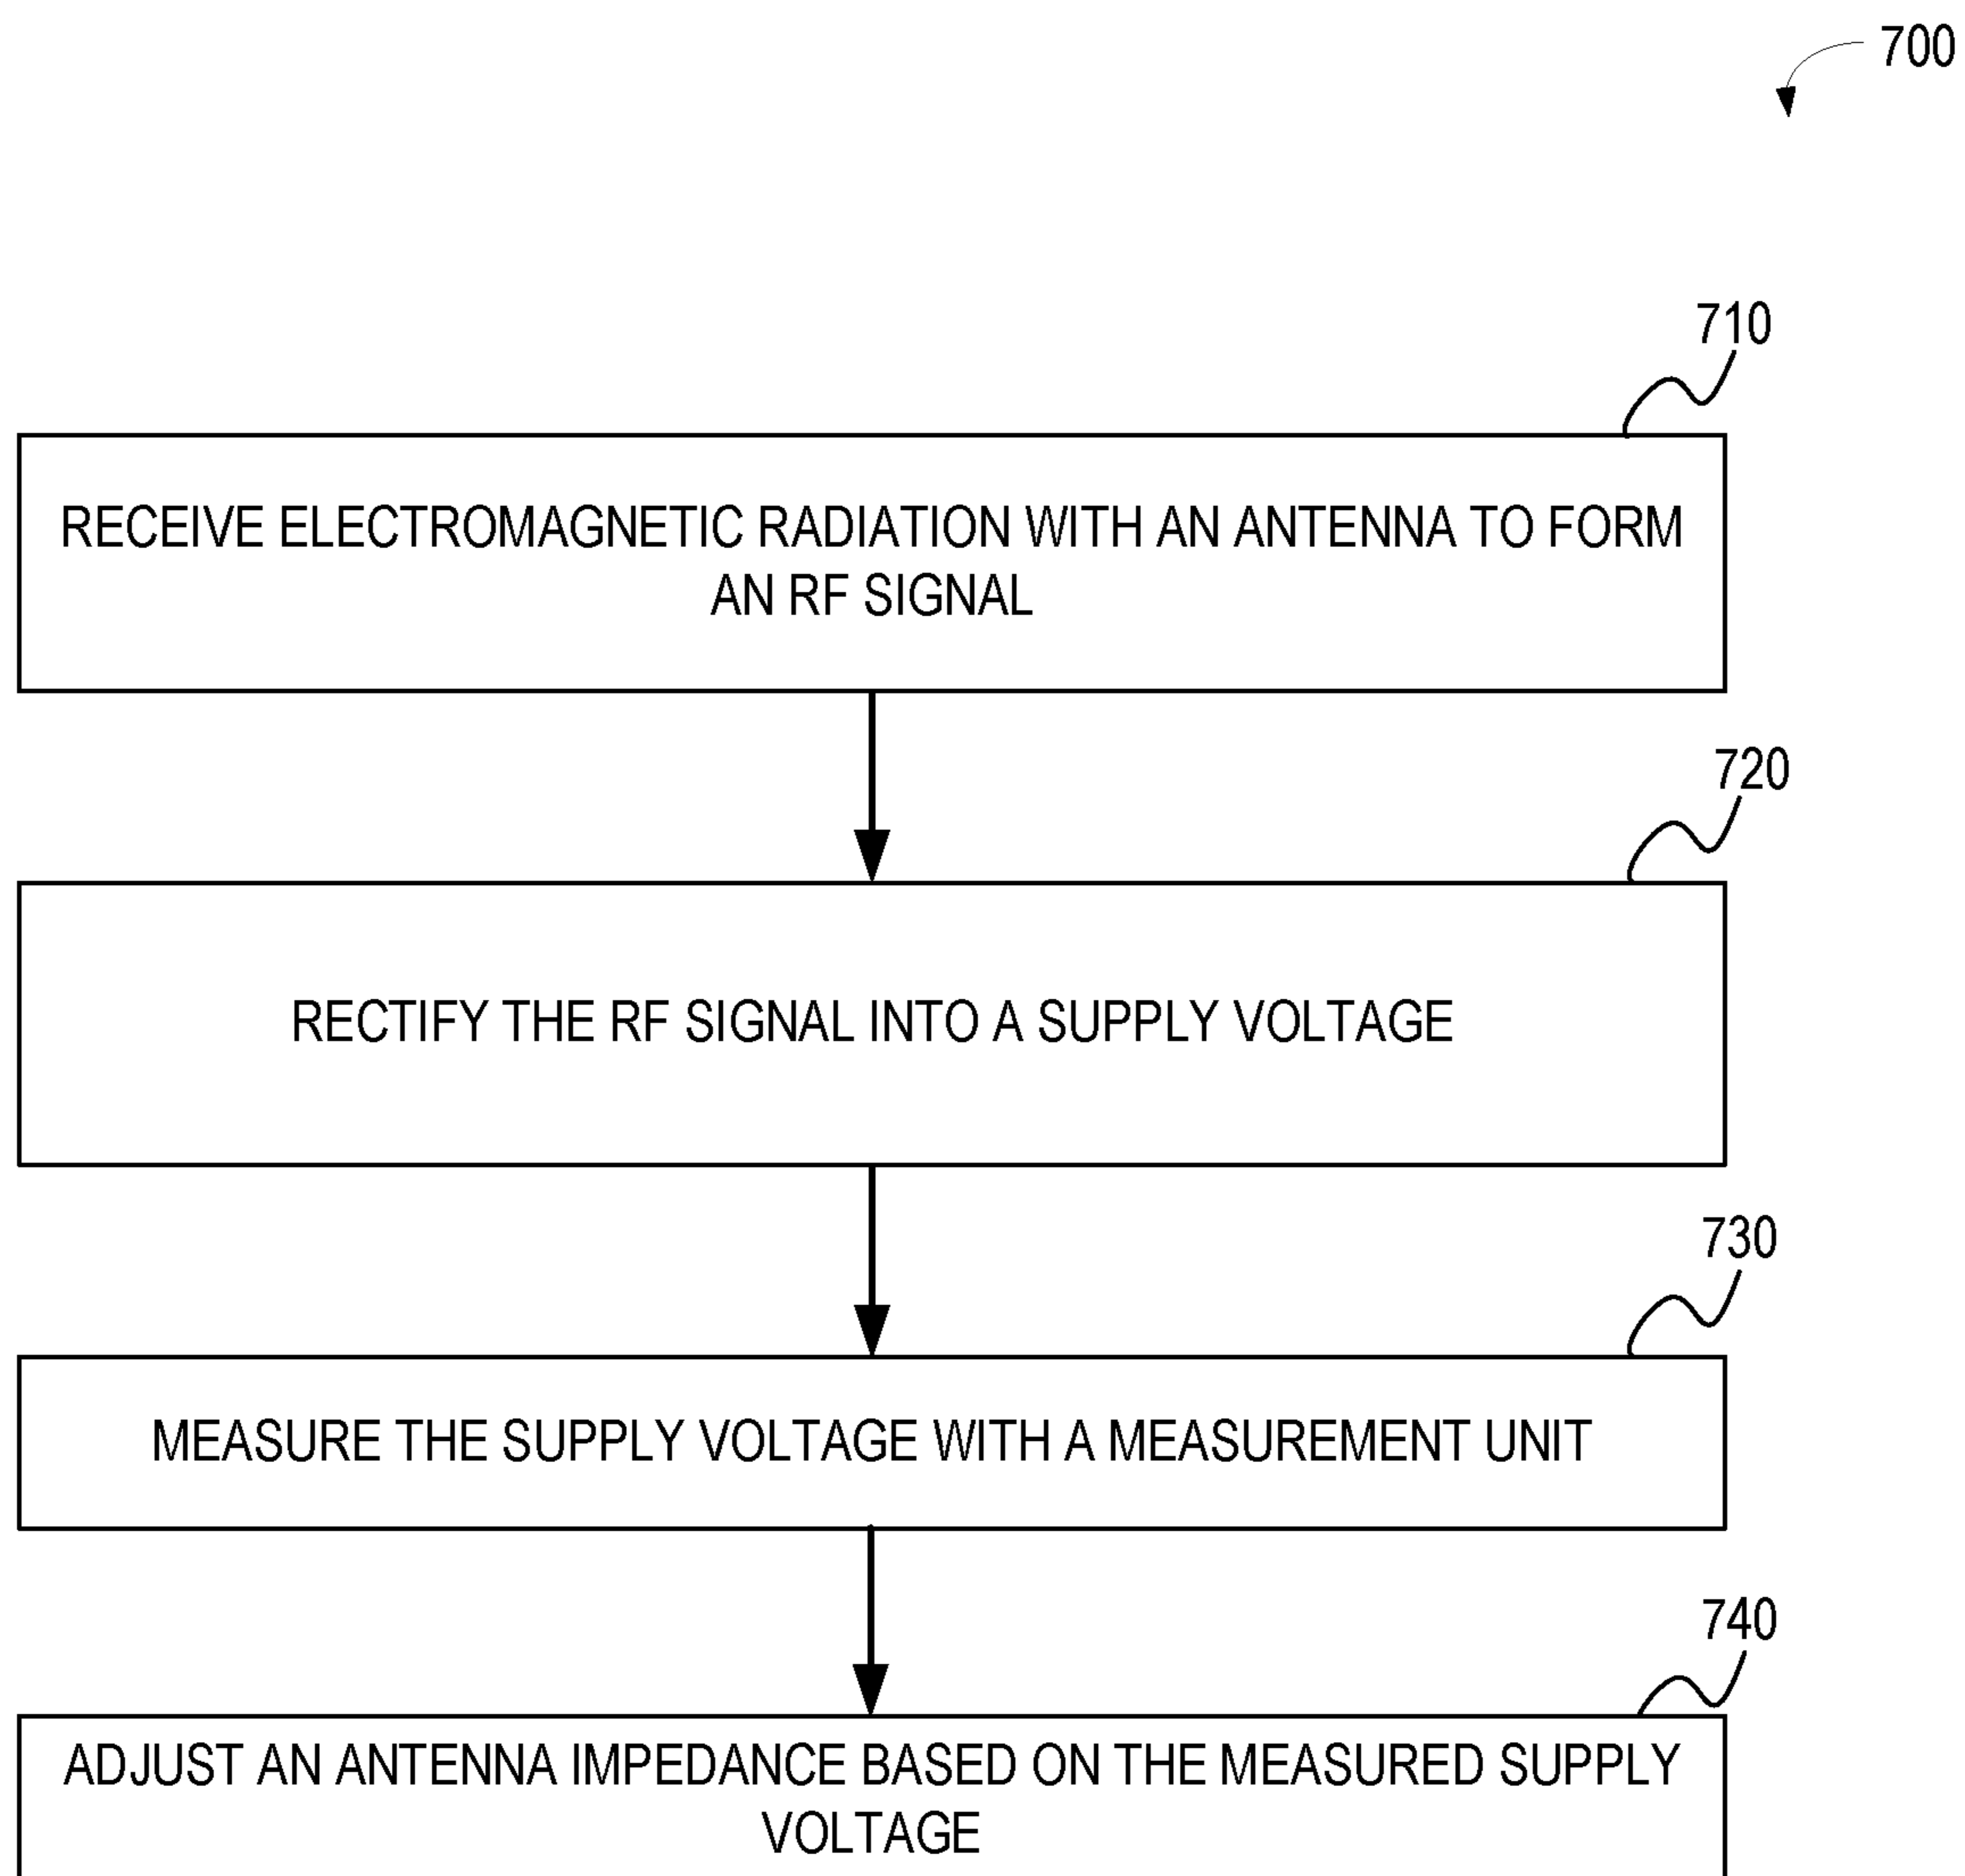 700
710
RECEIVE ELECTROMAGNETIC RADIATION WITH AN ANTENNA TO FORM
AN RF SIGNAL
720
RECTIFY THE RF SIGNAL INTO A SUPPLY VOLTAGE
730
MEASURE THE SUPPLY VOLTAGE WITH A MEASUREMENT UNIT
740
ADJUST AN ANTENNA IMPEDANCE BASED ON THE MEASURED SUPPLY
VOLTAGE